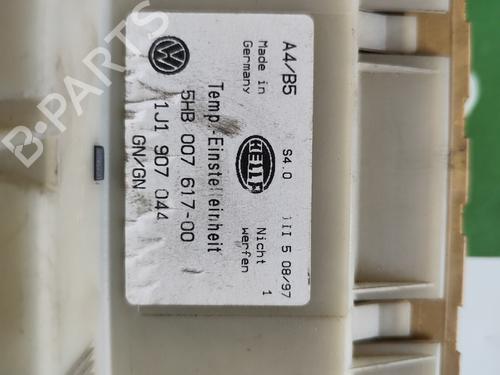 A4/B5
Made in
Germany
S4.0
HELLA
III 5 08/97
Nicht
werfen
1
Temp.-Einstelleinheit
5HB 007 617-00
1J1 907 044
GN/GN
VW
B-PARTS